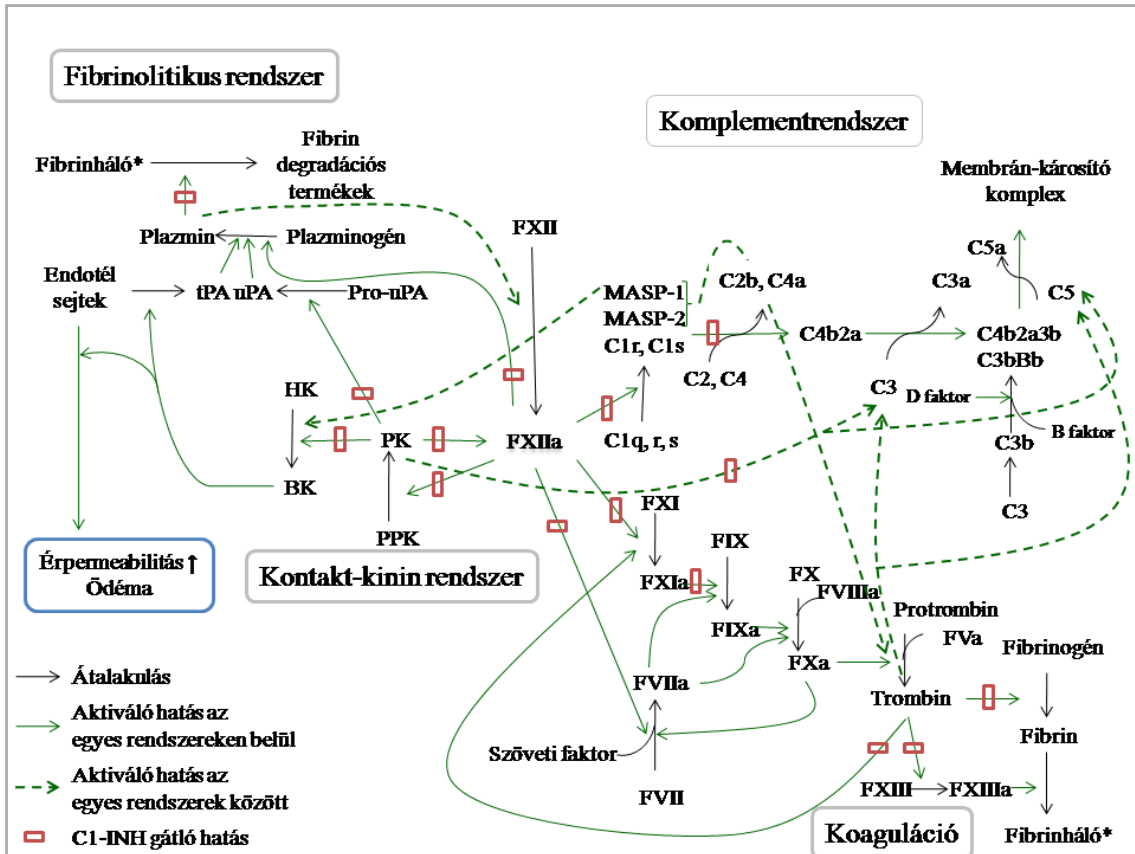 Fibrinolitikus rendszer
Komplementrendszer
Fibrinháló*
Fibrin
degradációs
termékek
Membrán-károsító
komplex
Plazmin
Plazminogén
FXII
C5a
Endotél
sejtek
tPA uPA
Pro-uPA
MASP-1
MASP-2
C1r, C1s
C2b, C4a
C3a
C5
C4b2a
C4b2a3b
C3bBb
C2, C4
C3
D faktor
HK
PK
FXIIa
C1q, r, s
B faktor
C3b
BK
C3
PPK
FXI
FIX
Érpermeabilitás ↑
Ödéma
Kontakt-kinin rendszer
FXIa
FX
FVIIIa
FIXa
Protrombin
FVa
Fibrinogén
FXa
FVIIa
Trombin
Átalakulás
Aktiváló hatás az
egyes rendszereken belül
Szöveti faktor
Fibrin
Aktiváló hatás az
egyes rendszerek között
FVII
FXIII
FXIIIa
C1-INH gátló hatás
Koaguláció
Fibrinháló*